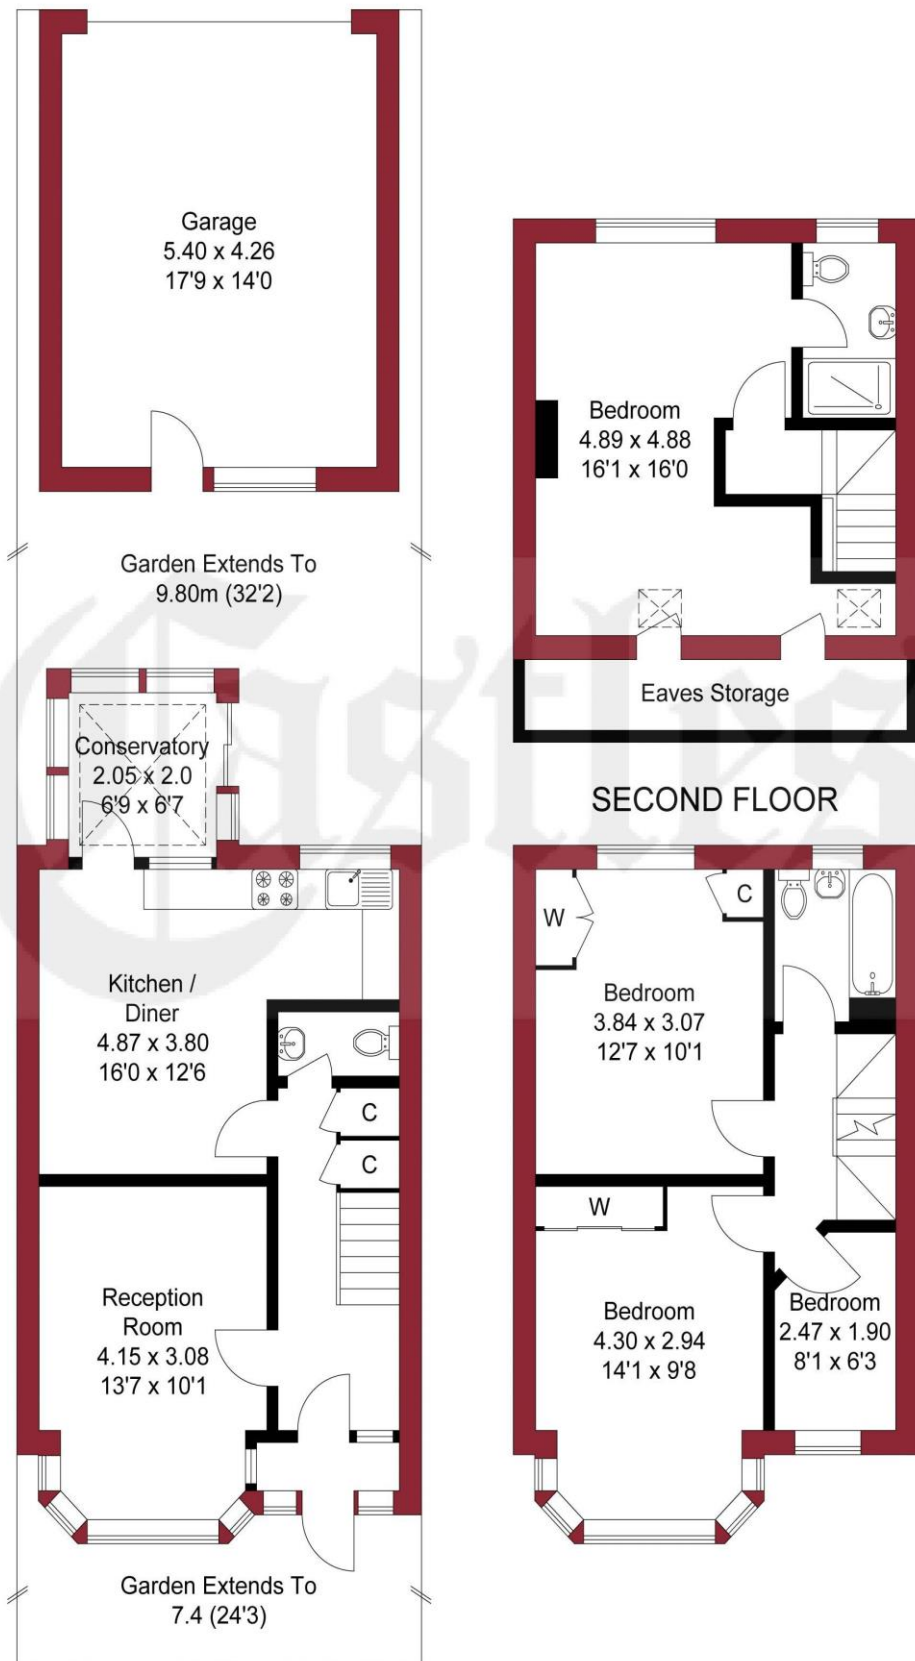 Garage
5.40 x 4.26
17'9 x 14'0
Garden Extends To
9.80m (32'2)
Conservatory
2.05 x 2.0
6'9 x 6'7
Kitchen /
Diner
4.87 x 3.80
16'0 x 12'6
C
C
Reception
Room
4.15 x 3.08
13'7 x 10'1
Garden Extends To
7.4 (24'3)
Bedroom
4.89 x 4.88
16'1 x 16'0
Eaves Storage
SECOND FLOOR
W
C
Bedroom
3.84 x 3.07
12'7 x 10'1
W
Bedroom
4.30 x 2.94
14'1 x 9'8
Bedroom
2.47 x 1.90
8'1 x 6'3
Castles